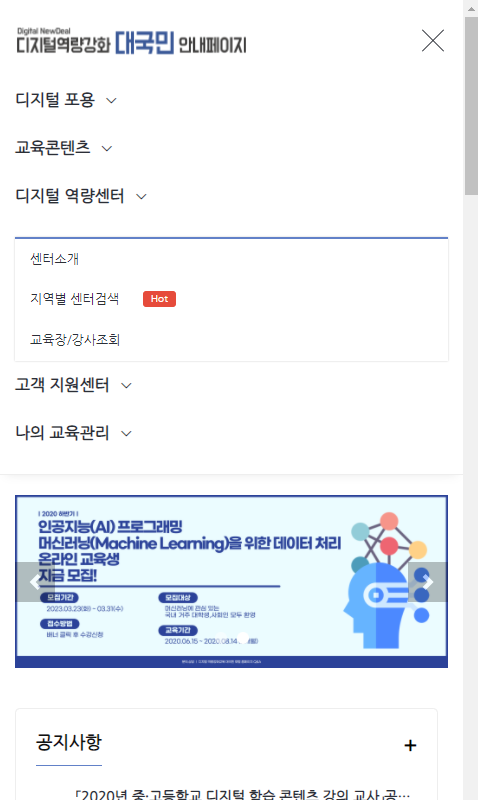 Digital NewDeal
디지털역량강화 대국민 안내페이지
디지털 포용
교육콘텐츠
디지털 역량센터
센터소개
지역별 센터검색 Hot
교육장/강사조회
고객 지원센터
나의 교육관리
| 2020 하반기 |
인공지능(AI) 프로그래밍
머신러닝(Machine Learning)을 위한 데이터 처리
온라인 교육생
지금 모집!
모집기간
2023.03.23(월) ~ 03.31(수)
접수방법
배너 클릭 후 수강신청
모집대상
머신러닝에 관심 있는
국내 거주 대학생,사회인 모두 환영
교육기간
2020.06.15 ~ 2020.08.14
공지사항 +
「2020년 중·고등학교 디지털 학습 콘텐츠 강의 교사」공…